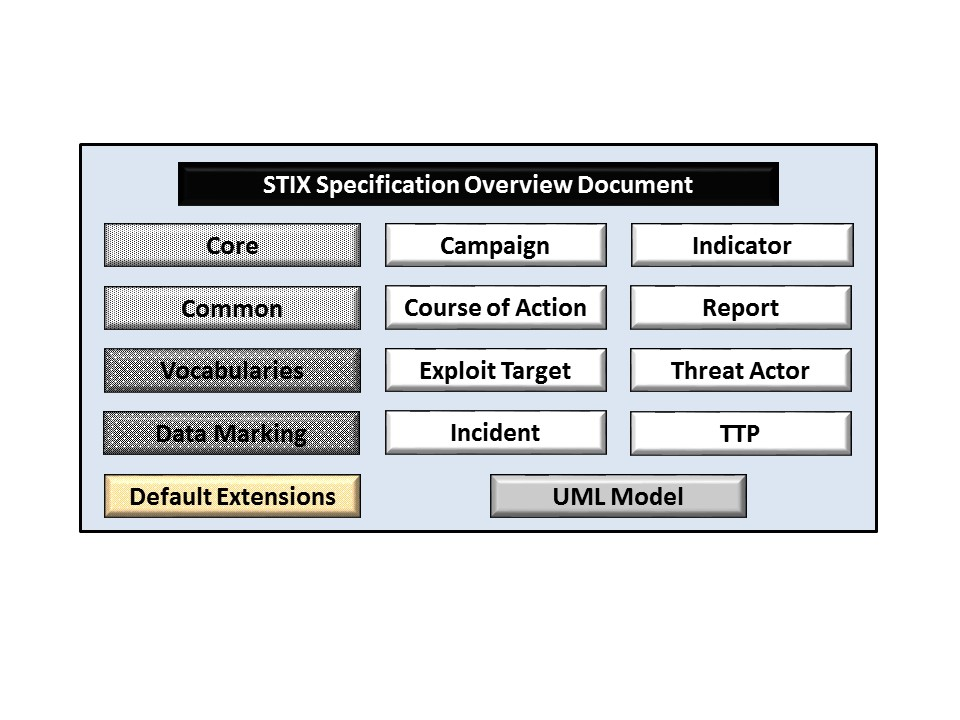 STIX Specification Overview Document
Core
Campaign
Indicator
Common
Course of Action
Report
Vocabularies
Exploit Target
Threat Actor
Data Marking
Incident
TTP
Default Extensions
UML Model